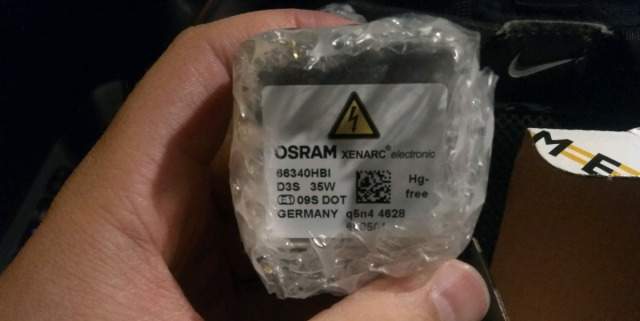 OSRAM XENARC® electronic
66340HBI
D3S 35W
09S DOT
Hg-
free
GERMANY q5n4 4628
M E